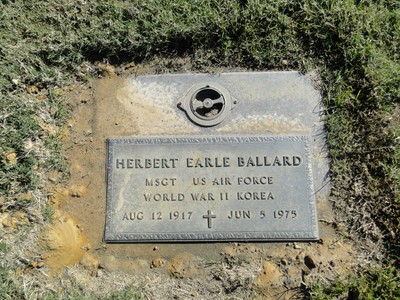 HERBERT EARLE BALLARD
MSGT US AIR FORCE
WORLD WAR II KOREA
AUG 12 1917 JUN 5 1975